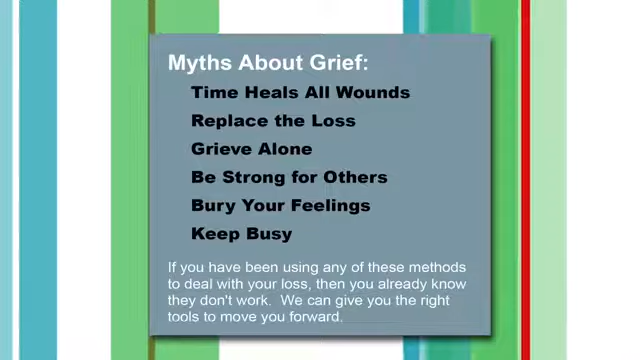 Myths About Grief:
Time Heals All Wounds
Replace the Loss
Grieve Alone
Be Strong for Others
Bury Your Feelings
Keep Busy
If you have been using any of these methods
to deal with your loss, then you already know
they don't work.  We can give you the right
tools to move you forward.